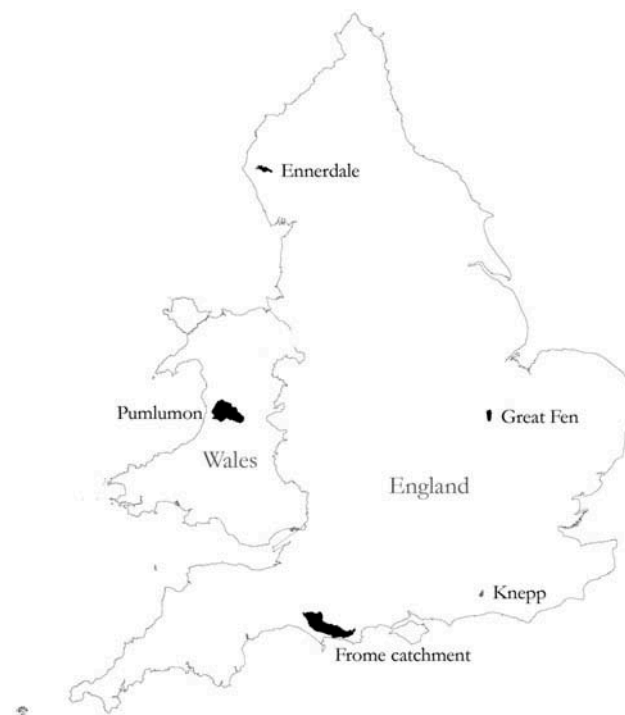 Ennerdale
Pumlumon
Great Fen
Wales
England
Knepp
Frome catchment